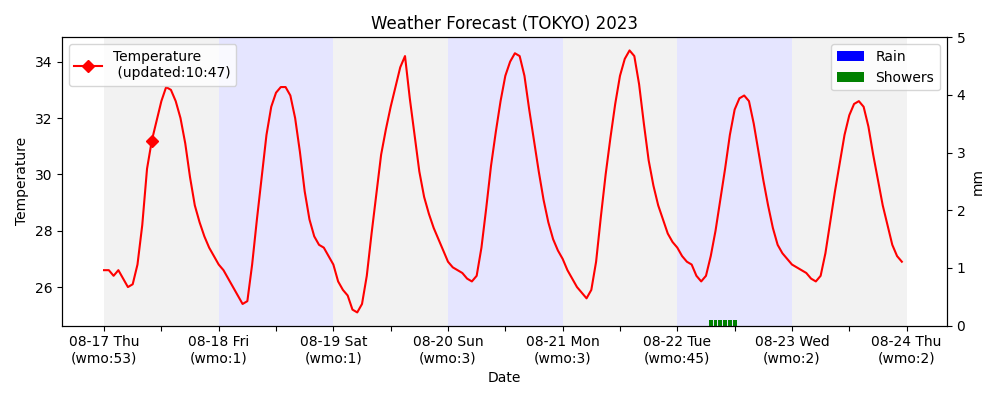 Weather Forecast (TOKYO) 2023
Temperature
(updated:10:47)
Rain
Showers
Temperature
34
32
30
28
26
5
4
3
2
1
0
mm
08-17 Thu
(wmo:53)
08-18 Fri
(wmo:1)
08-19 Sat
(wmo:1)
08-20 Sun
(wmo:3)
08-21 Mon
(wmo:3)
08-22 Tue
(wmo:45)
08-23 Wed
(wmo:2)
08-24 Thu
(wmo:2)
Date